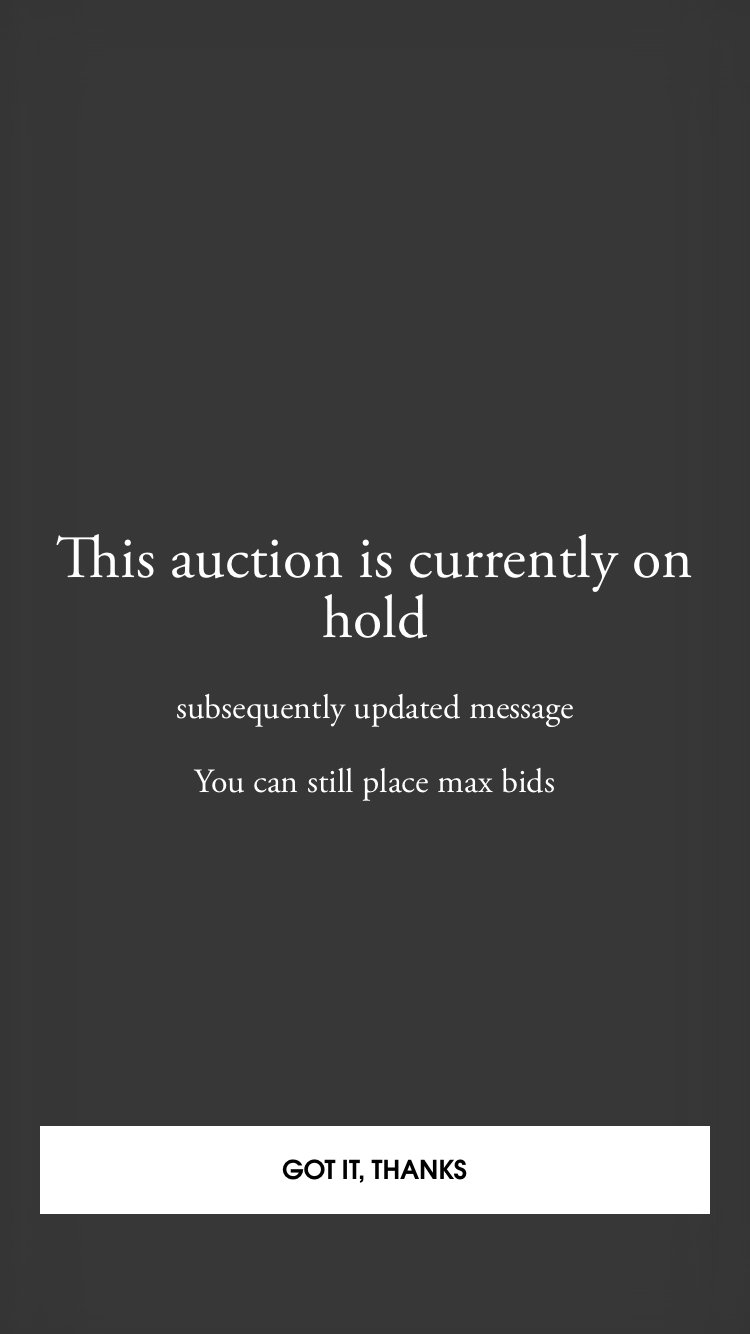 This auction is currently on
hold
subsequently updated message
You can still place max bids
GOT IT, THANKS